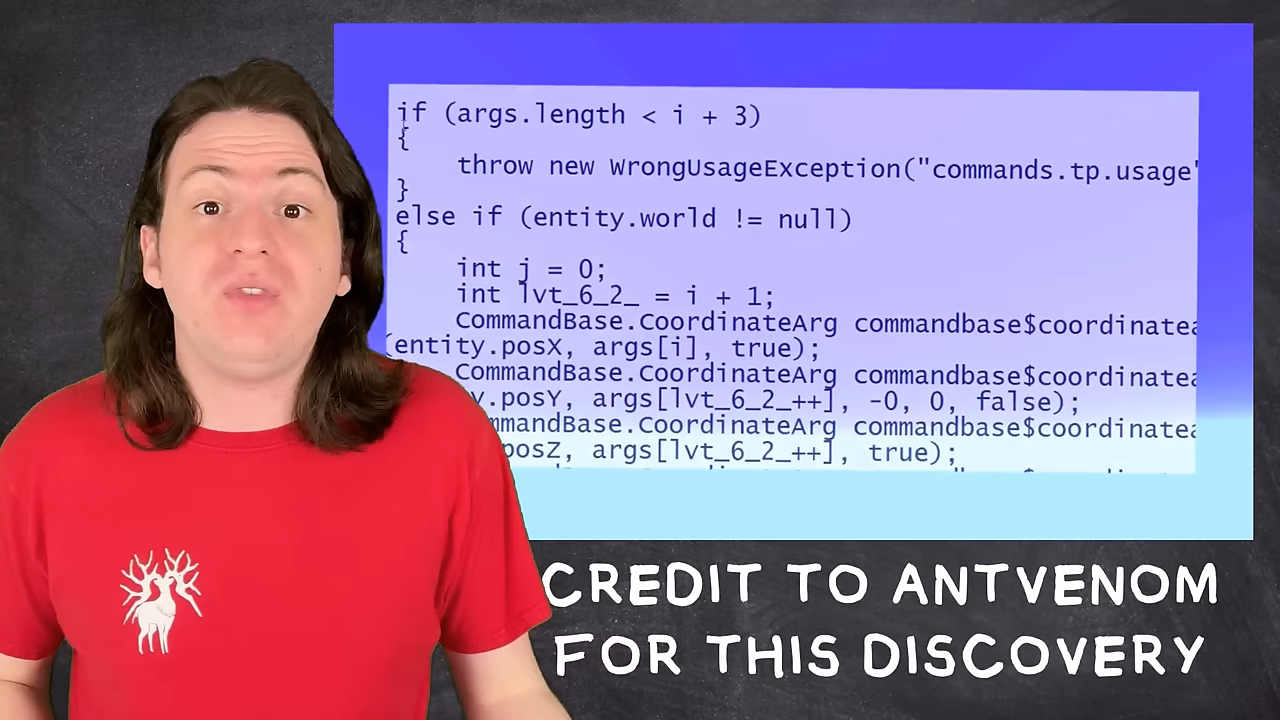 if (args.length < i + 3)
{
throw new WrongUsageException("commands.tp.usage"
}
else if (entity.world != null)
{
int j = 0;
int lvt_6_2_ = i + 1;
CommandBase.CoordinateArg commandbase$coordinatea
(entity.posX, args[i], true);
CommandBase.CoordinateArg commandbase$coordinatea
y.posY, args[lvt_6_2_++], -0, 0, false);
mmandBase.CoordinateArg commandbase$coordinatea
posZ, args[lvt_6_2_++], true);
CREDIT TO ANTVENOM
FOR THIS DISCOVERY